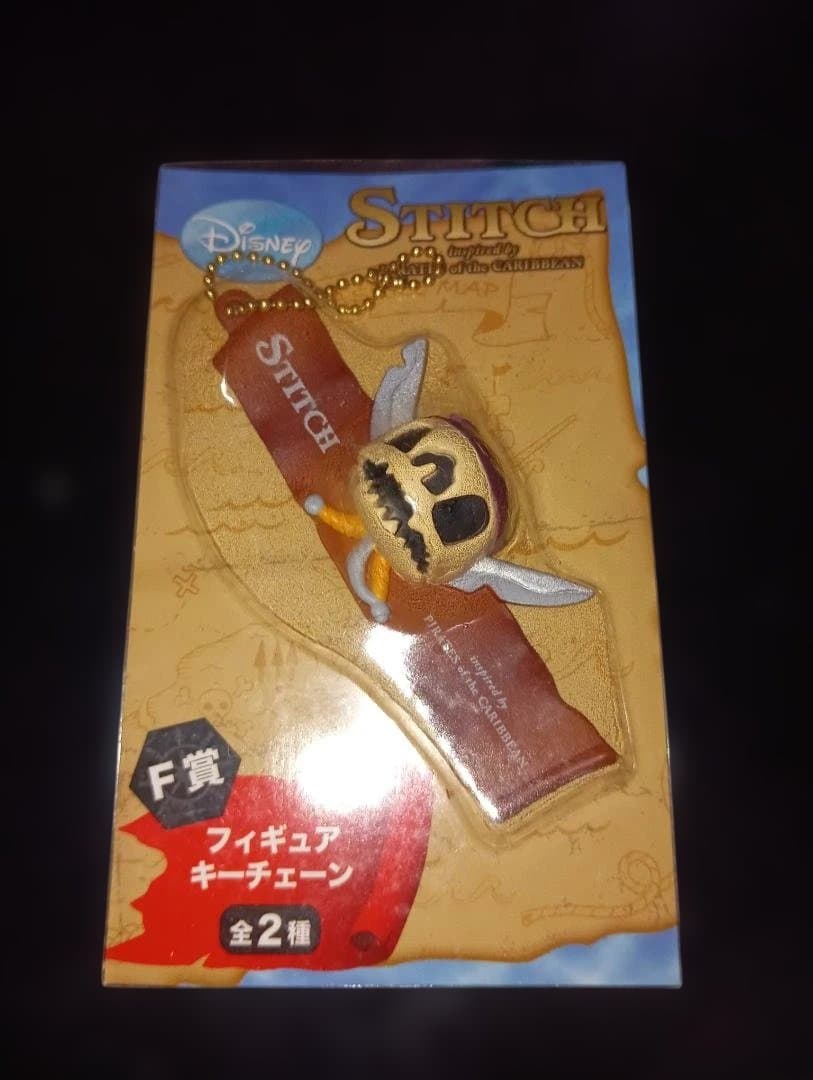 DISNEY
STITCH
inspired by
of the CARIBBEAN
MAP
STITCH
inspired by
PIRATES of the CARIBBEAN
F賞
フィギュア
キーチェーン
全2種